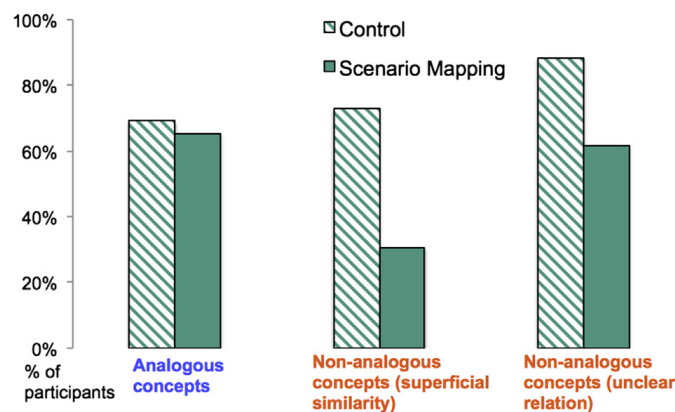 100%
80%
60%
40%
20%
0%
% of
participants
Control
Scenario Mapping
Analogous
concepts
Non-analogous
concepts (superficial
similarity)
Non-analogous
concepts (unclear
relation)